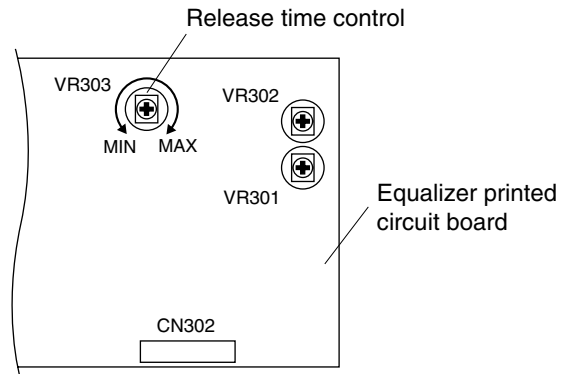 Release time control
VR303
VR302
MIN MAX
VR301
Equalizer printed
circuit board
CN302